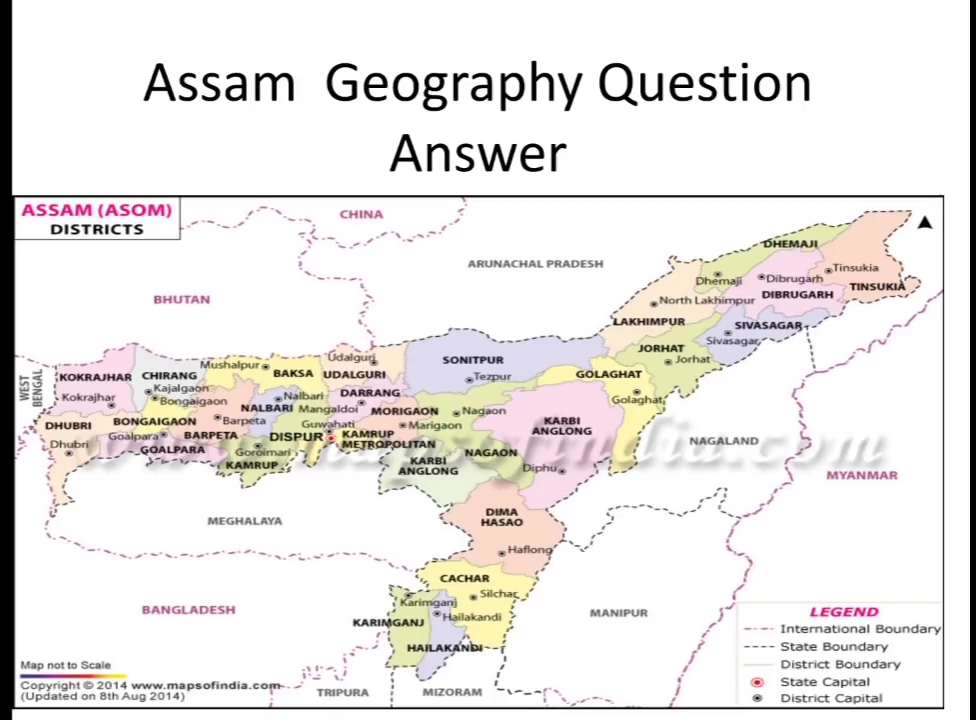 Assam Geography Question
Answer
ASSAM (ASOM)
DISTRICTS
CHINA
ARUNACHAL PRADESH
BHUTAN
DHEMAJI
Dhemaji
Dibrugarh
Tinsukia
TINSUKIA
DIBRUGARH
North Lakhimpur
LAKHIMPUR
SIVASAGAR
Sivasagar
JORHAT
Jorhat
WEST
BENGAL
KOKRAJHAR
Kokrajhar
CHIRANG
Kajalgaon
Bongaigaon
Mushalpur
BAKSA
Udalguri
UDALGURI
SONITPUR
Tezpur
GOLAGHAT
Golaghat
DHUBRI
Dhubri
BONGAIGAON
Goalpara
GOALPARA
Barpeta
BARPETA
Nalbari
NALBARI
DARRANG
Mangaldoi
MORIGAON
Marigaon
Nagaon
NAGAON
Guwahati
DISPUR
KAMRUP
METROPOLITAN
Goroimari
KAMRUP
KARBI
ANGLONG
KARBI
ANGLONG
Diphu
NAGALAND
MYANMAR
www.mapsofindia.com
MEGHALAYA
DIMA
HASAO
Haflong
CACHAR
Silchar
BANGLADESH
Karimganj
KARIMGANJ
Hailakandi
HAILAKANDI
MANIPUR
TRIPURA
MIZORAM
LEGEND
International Boundary
State Boundary
District Boundary
State Capital
District Capital
Map not to Scale
Copyright © 2014 www.mapsofindia.com
(Updated on 8th Aug 2014)